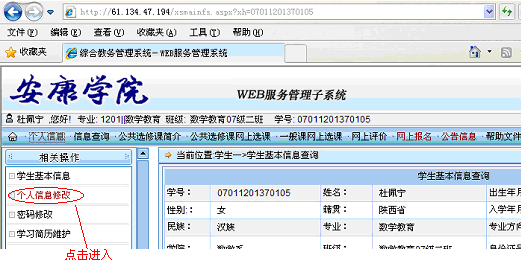 http://61.134.47.194/xsmainfs.aspx?xh=07011201370105
文件(F) 编辑(E) 查看(V) 收藏夹(A) 工具(T) 帮助(H)
收藏夹 综合教务管理系统-WEB服务管理系统
安康学院 WEB服务管理子系统
杜佩宁 ,您好! 专业: 1201||数学教育 班级: 数学教育07级二班 学号: 07011201370105
个人信息 信息查询 公共选修课简介 公共选修课网上选课 一般课网上选课 网上评价 网上报名 公告信息 帮助文件
相关操作 当前位置:学生-->学生基本信息查询
学生基本信息 学生基本信息查询
个人信息修改 学号: 07011201370105 姓名: 杜佩宁 出生年月
密码修改 性别: 女 籍贯: 陕西省 入学年月
学习简历维护 民族: 汉族 专业: 数学教育 专业方向
点击进入